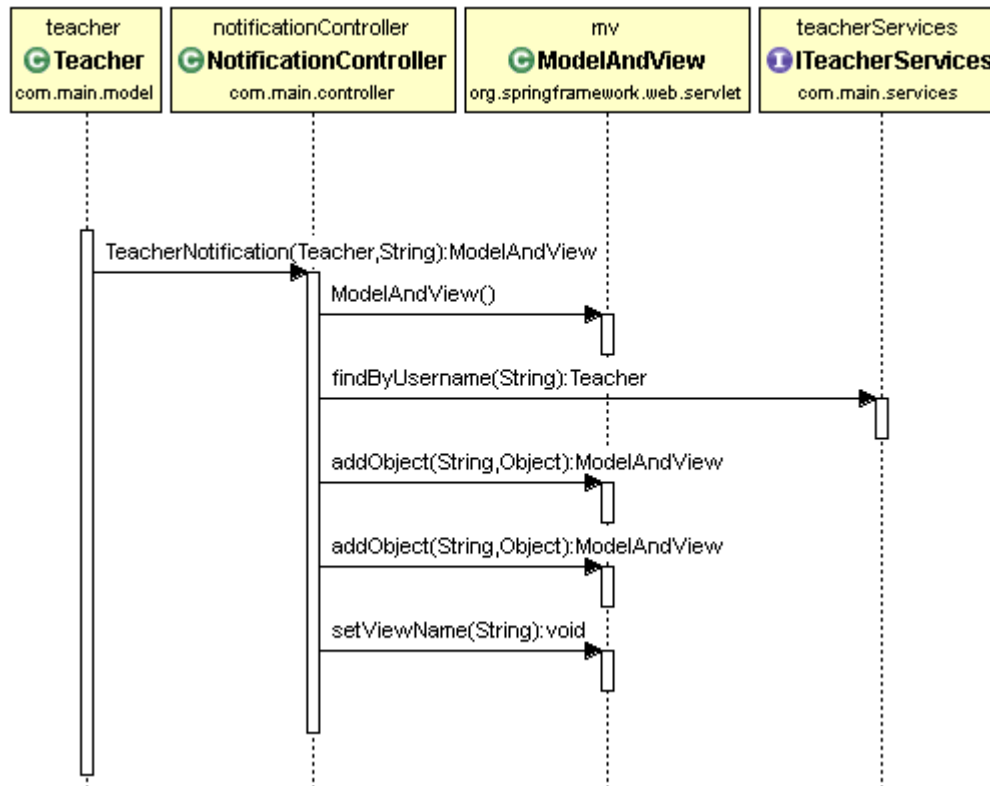 teacher
Teacher
com.main.model
notificationController
NotificationController
com.main.controller
mv
ModelAndView
org.springframework.web.servlet
teacherServices
ITeacherServices
com.main.services
TeacherNotification(Teacher,String):ModelAndView
ModelAndView()
findByUsername(String):Teacher
addObject(String,Object):ModelAndView
addObject(String,Object):ModelAndView
setViewName(String):void